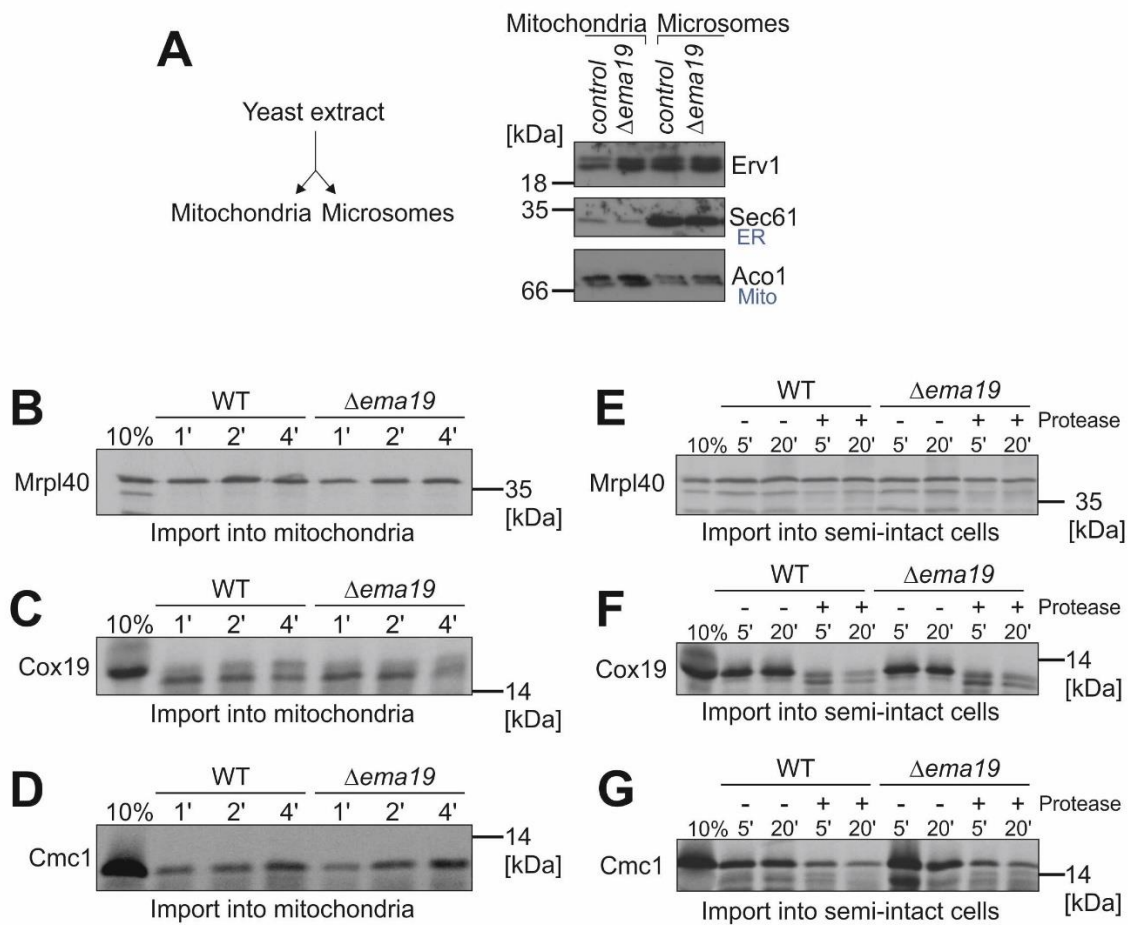 A
Yeast extract
Mitochondria Microsomes
Mitochondria Microsomes
control Δema19 control Δema19
[kDa]
18 Erv1
35 Sec61
ER
66 Aco1
Mito
B
WT Δema19
10% 1' 2' 4' 1' 2' 4'
Mrpl40
35
[kDa]
Import into mitochondria
C
WT Δema19
10% 1' 2' 4' 1' 2' 4'
Cox19
14
[kDa]
Import into mitochondria
D
WT Δema19
10% 1' 2' 4' 1' 2' 4'
14
[kDa]
Cmc1
Import into mitochondria
E
WT Δema19
- - + + - - + + Protease
10% 5' 20' 5' 20' 5' 20' 5' 20'
Mrpl40
35
[kDa]
Import into semi-intact cells
F
WT Δema19
- - + + - - + + Protease
10% 5' 20' 5' 20' 5' 20' 5' 20'
14
Cox19
[kDa]
Import into semi-intact cells
G
WT Δema19
- - + + - - + + Protease
10% 5' 20' 5' 20' 5' 20' 5' 20'
Cmc1
14
[kDa]
Import into semi-intact cells